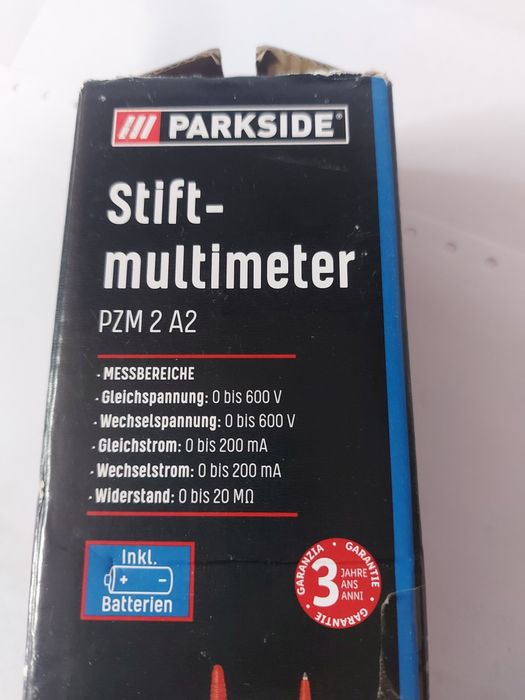 PARKSIDE®
Stift-
multimeter
PZM 2 A2
· MESSBEREICHE
· Gleichspannung: 0 bis 600 V
· Wechselspannung: 0 bis 600 V
· Gleichstrom: 0 bis 200 mA
· Wechselstrom: 0 bis 200 mA
· Widerstand: 0 bis 20 MΩ
Inkl.
+ −
Batterien
GARANZIA · GARANTIE · GARANTIE ·
3
JAHRE
ANS
ANNI